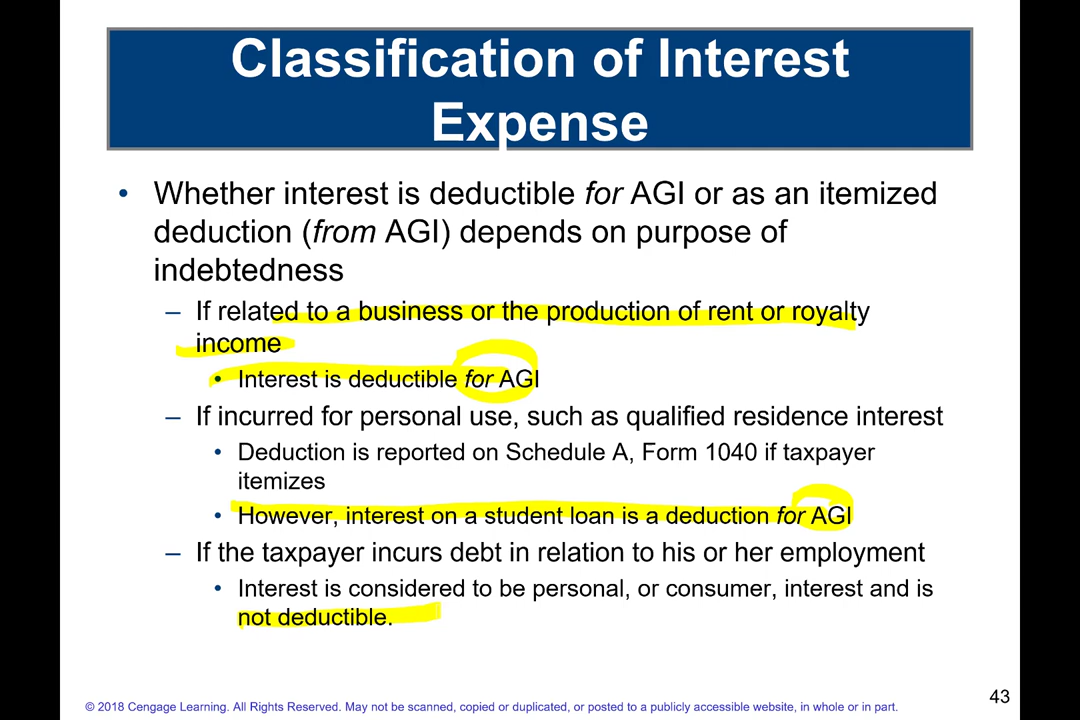 Classification of Interest
Expense
• Whether interest is deductible for AGI or as an itemized
deduction (from AGI) depends on purpose of
indebtedness
– If related to a business or the production of rent or royalty
income
• Interest is deductible for AGI
– If incurred for personal use, such as qualified residence interest
• Deduction is reported on Schedule A, Form 1040 if taxpayer
itemizes
• However, interest on a student loan is a deduction for AGI
– If the taxpayer incurs debt in relation to his or her employment
• Interest is considered to be personal, or consumer, interest and is
not deductible.
43
© 2018 Cengage Learning. All Rights Reserved. May not be scanned, copied or duplicated, or posted to a publicly accessible website, in whole or in part.